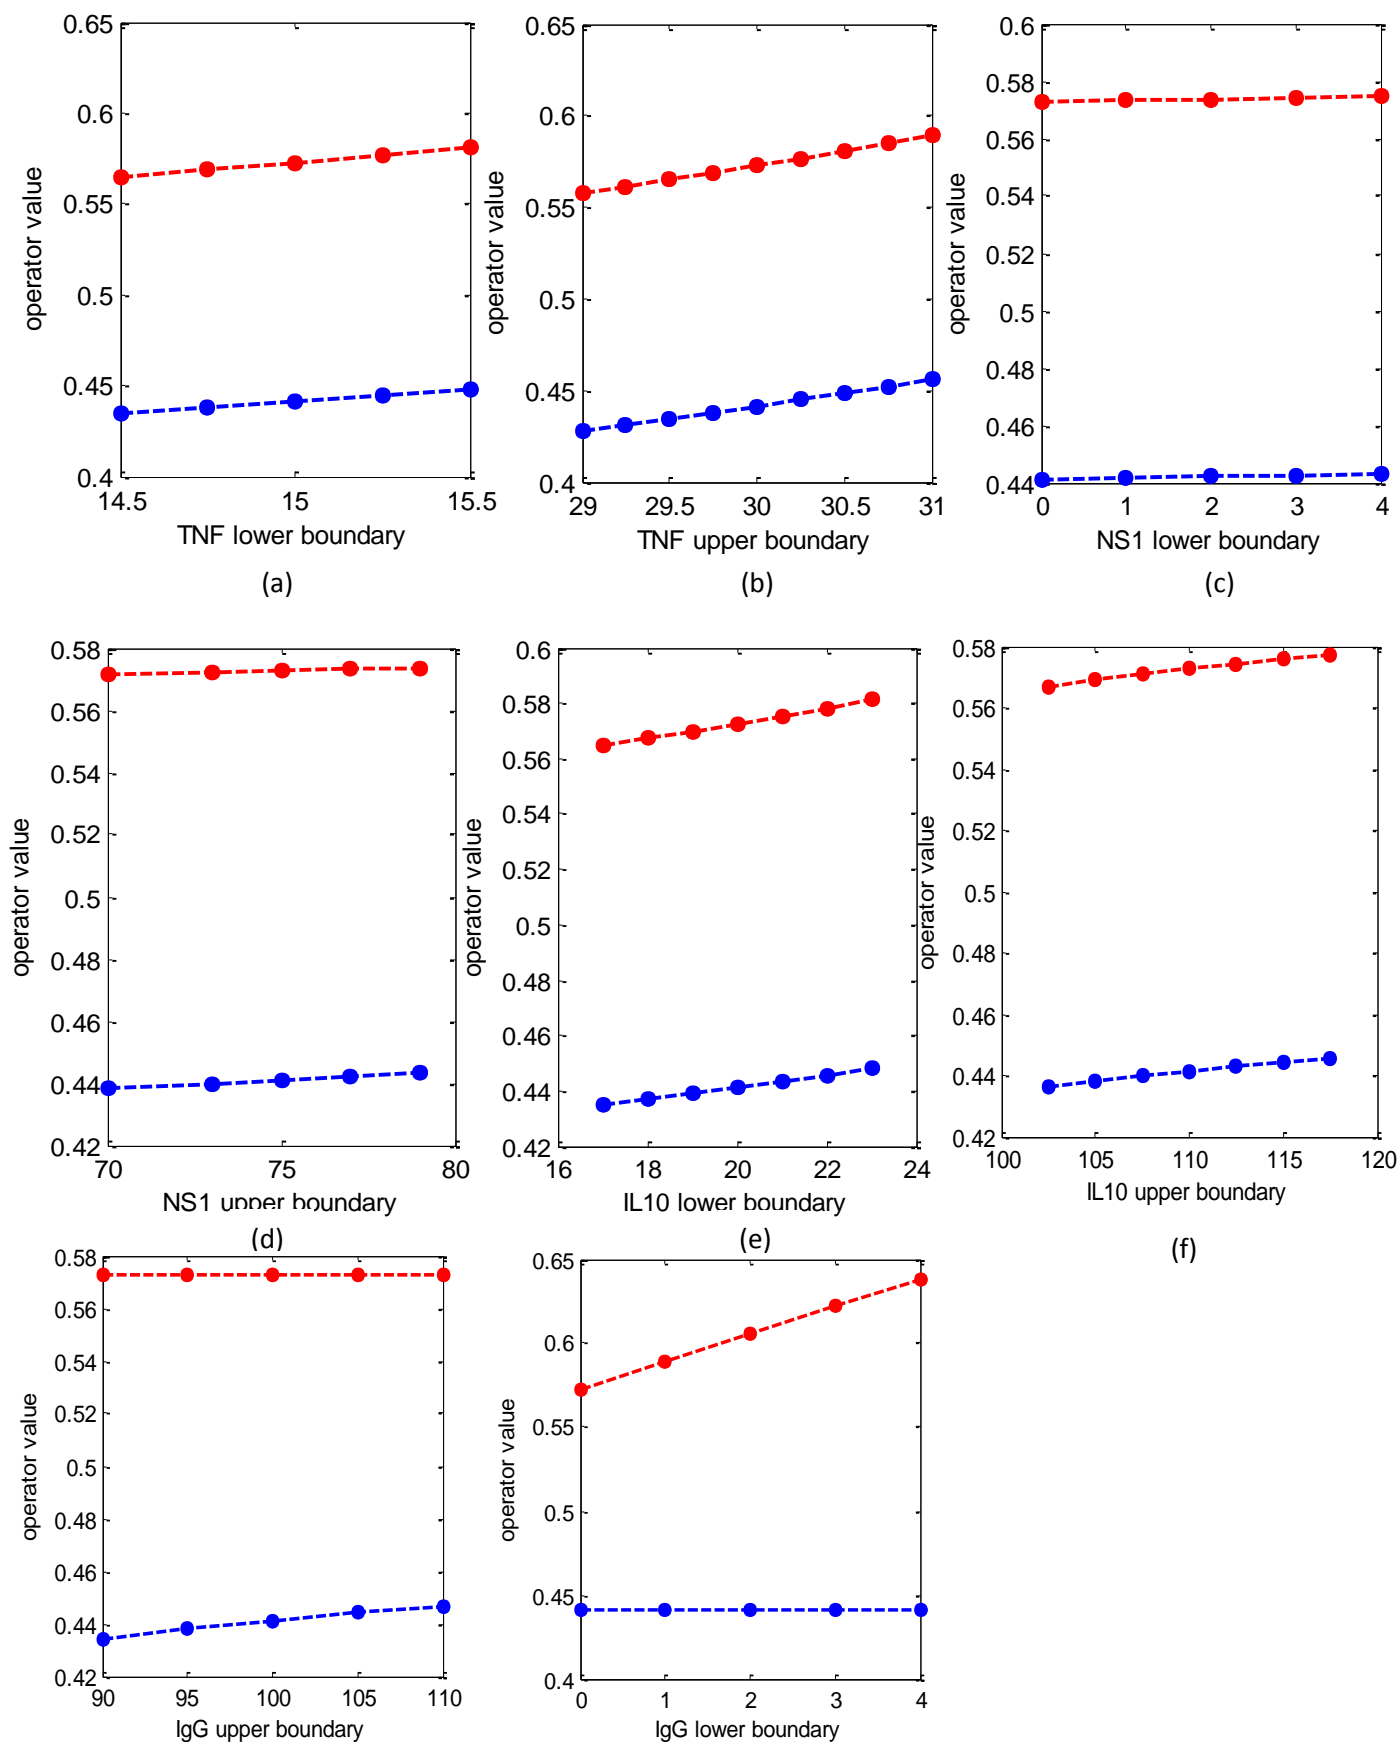 0.65
0.6
0.55
0.5
0.45
0.4
operator value
14.5 15 15.5
TNF lower boundary
(a)
0.65
0.6
0.55
0.5
0.45
0.4
operator value
29 29.5 30 30.5 31
TNF upper boundary
(b)
0.6
0.58
0.56
0.54
0.52
0.5
0.48
0.46
0.44
operator value
0 1 2 3 4
NS1 lower boundary
(c)
0.58
0.56
0.54
0.52
0.5
0.48
0.46
0.44
0.42
operator value
70 75 80
NS1 upper boundary
(d)
0.6
0.58
0.56
0.54
0.52
0.5
0.48
0.46
0.44
0.42
operator value
16 18 20 22 24
IL10 lower boundary
(e)
0.58
0.56
0.54
0.52
0.5
0.48
0.46
0.44
0.42
operator value
100 105 110 115 120
IL10 upper boundary
(f)
0.58
0.56
0.54
0.52
0.5
0.48
0.46
0.44
0.42
operator value
90 95 100 105 110
IgG upper boundary
0.65
0.6
0.55
0.5
0.45
0.4
operator value
0 1 2 3 4
IgG lower boundary